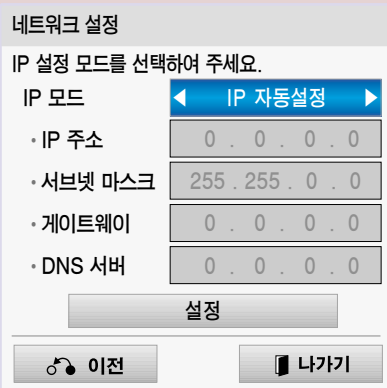 네트워크 설정
IP 설정 모드를 선택하여 주세요.
IP 모드 IP 자동설정
· IP 주소 0 . 0 . 0 . 0
· 서브넷 마스크 255 . 255 . 0 . 0
· 게이트웨이 0 . 0 . 0 . 0
· DNS 서버 0 . 0 . 0 . 0
설정
이전 나가기